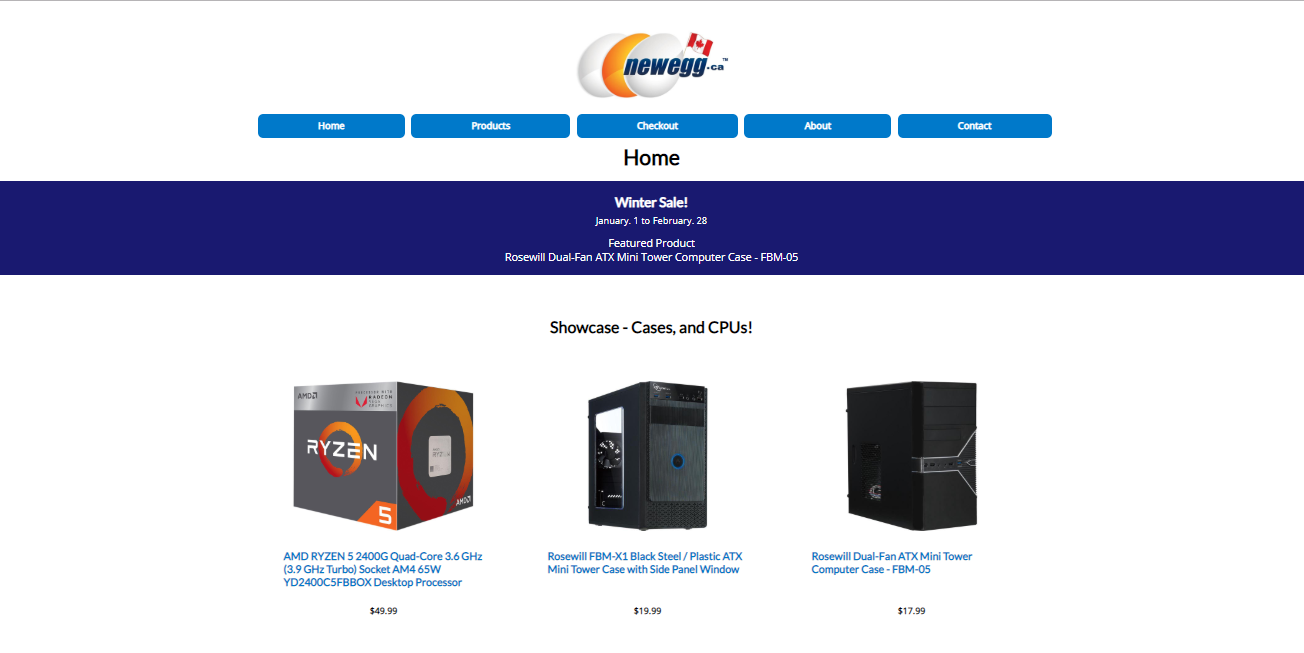 newegg.ca™
Home Products Checkout About Contact
Home
Winter Sale!
January. 1 to February. 28
Featured Product
Rosewill Dual-Fan ATX Mini Tower Computer Case - FBM-05
Showcase - Cases, and CPUs!
AMD
RADEON
RYZEN
RYZEN
5
AMD
AMD RYZEN 5 2400G Quad-Core 3.6 GHz
(3.9 GHz Turbo) Socket AM4 65W
YD2400C5FBBOX Desktop Processor
$49.99
Rosewill FBM-X1 Black Steel / Plastic ATX
Mini Tower Case with Side Panel Window
$19.99
Rosewill Dual-Fan ATX Mini Tower
Computer Case - FBM-05
$17.99